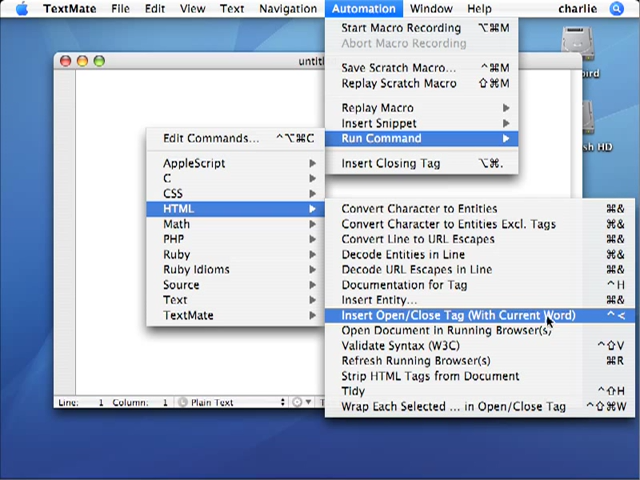 TextMate File Edit View Text Navigation Automation Window Help charlie
Start Macro Recording ⌥⌘M
Abort Macro Recording
Save Scratch Macro... ^⌘M
Replay Scratch Macro ⇧⌘M
Replay Macro
Insert Snippet
Run Command
Insert Closing Tag ⌥⌘.
Edit Commands... ^⌥⌘C
AppleScript
C
CSS
HTML
Math
PHP
Ruby
Ruby Idioms
Source
Text
TextMate
Convert Character to Entities ⌘&
Convert Character to Entities Excl. Tags ⌘&
Convert Line to URL Escapes ⌘&
Decode Entities in Line ⌘&
Decode URL Escapes in Line ⌘&
Documentation for Tag ^H
Insert Entity... ⌘&
Insert Open/Close Tag (With Current Word) ^<
Open Document in Running Browser(s)
Validate Syntax (W3C) ^⇧V
Refresh Running Browser(s) ⌘R
Strip HTML Tags from Document
Tidy ^⇧H
Wrap Each Selected ... in Open/Close Tag ^⇧⌘W
Line: 1 Column: 1 Plain Text
HD